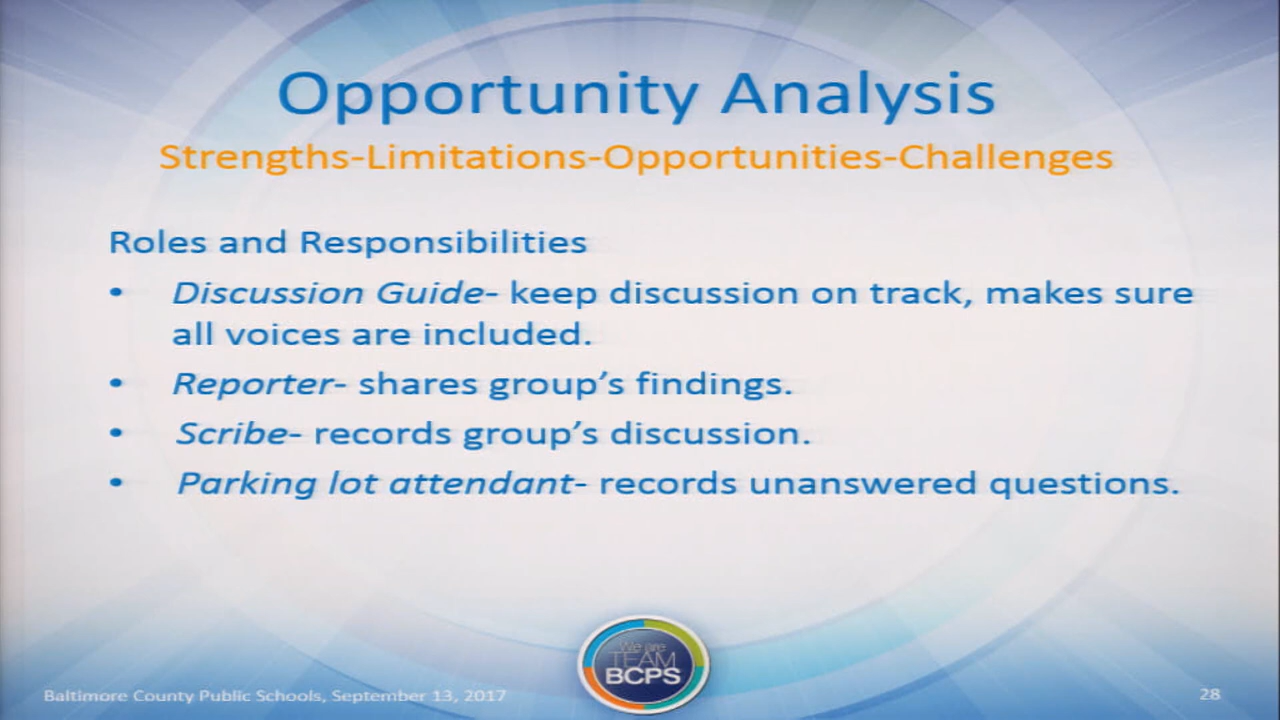 Opportunity Analysis
Strengths-Limitations-Opportunities-Challenges
Roles and Responsibilities
• Discussion Guide- keep discussion on track, makes sure
all voices are included.
• Reporter- shares group’s findings.
• Scribe- records group’s discussion.
• Parking lot attendant- records unanswered questions.
We are
TEAM
BCPS
Baltimore County Public Schools, September 13, 2017
28